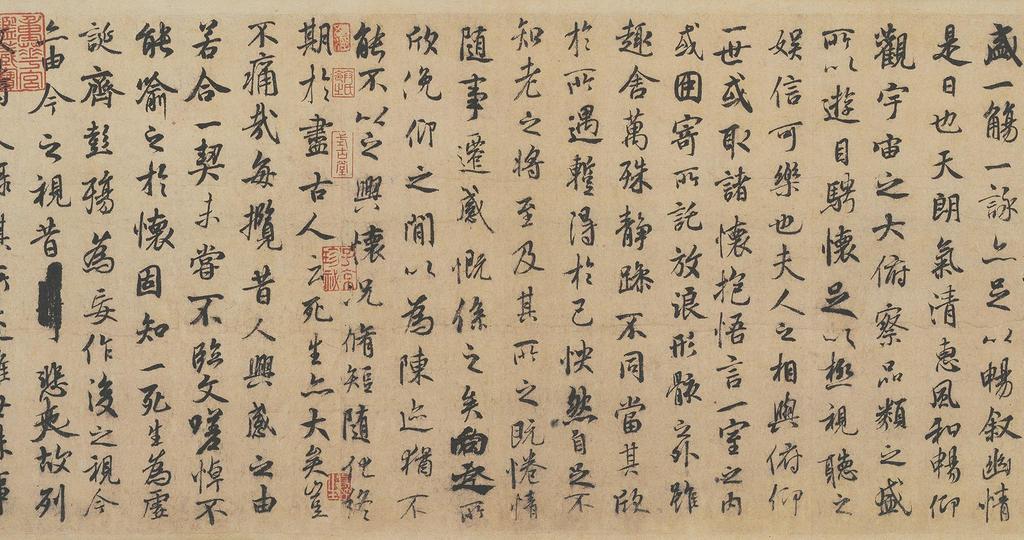 盛一觴一詠亦足以暢敘幽情
是日也天朗氣清惠風和暢仰
觀宇宙之大俯察品類之盛
所以遊目騁懷足以極視聽之
娛信可樂也夫人之相與俯仰
一世或取諸懷抱悟言一室之內
或因寄所託放浪形骸之外雖
趣舍萬殊靜躁不同當其欣
於所遇暫得於己怏然自足不
知老之將至及其所之既惓情
隨事遷感慨係之矣向之所
欣俛仰之閒以為陳迹猶不
能不以之興懷況脩短隨化終
期於盡古人云死生亦大矣豈
不痛哉每攬昔人興感之由
若合一契未嘗不臨文嗟悼不
能喻之於懷固知一死生為虛
誕齊彭殤為妄作後之視今
亦由今之視昔悲夫故列